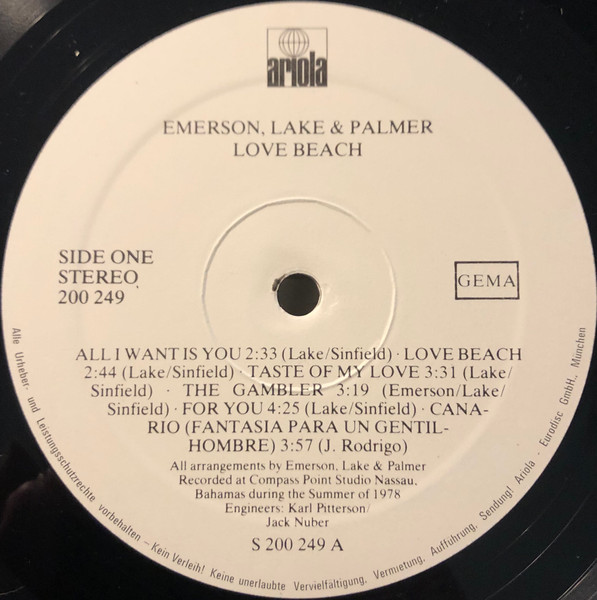 ariola
EMERSON, LAKE & PALMER
LOVE BEACH
SIDE ONE
STEREO
200 249
GEMA
ALL I WANT IS YOU 2:33 (Lake/Sinfield) · LOVE BEACH
2:44 (Lake/Sinfield) · TASTE OF MY LOVE 3:31 (Lake/
Sinfield) · THE GAMBLER 3:19 (Emerson/Lake/
Sinfield) · FOR YOU 4:25 (Lake/Sinfield) · CANA-
RIO (FANTASIA PARA UN GENTIL-
HOMBRE) 3:57 (J. Rodrigo)
All arrangements by Emerson, Lake & Palmer
Recorded at Compass Point Studio Nassau,
Bahamas during the Summer of 1978
Engineers: Karl Pitterson/
Jack Nuber
S 200 249 A
Alle Urheber- und Leistungsschutzrechte vorbehalten – Kein Verleih! Keine unerlaubte Vervielfältigung, Vermietung, Aufführung, Sendung! Ariola - Eurodisc GmbH., München